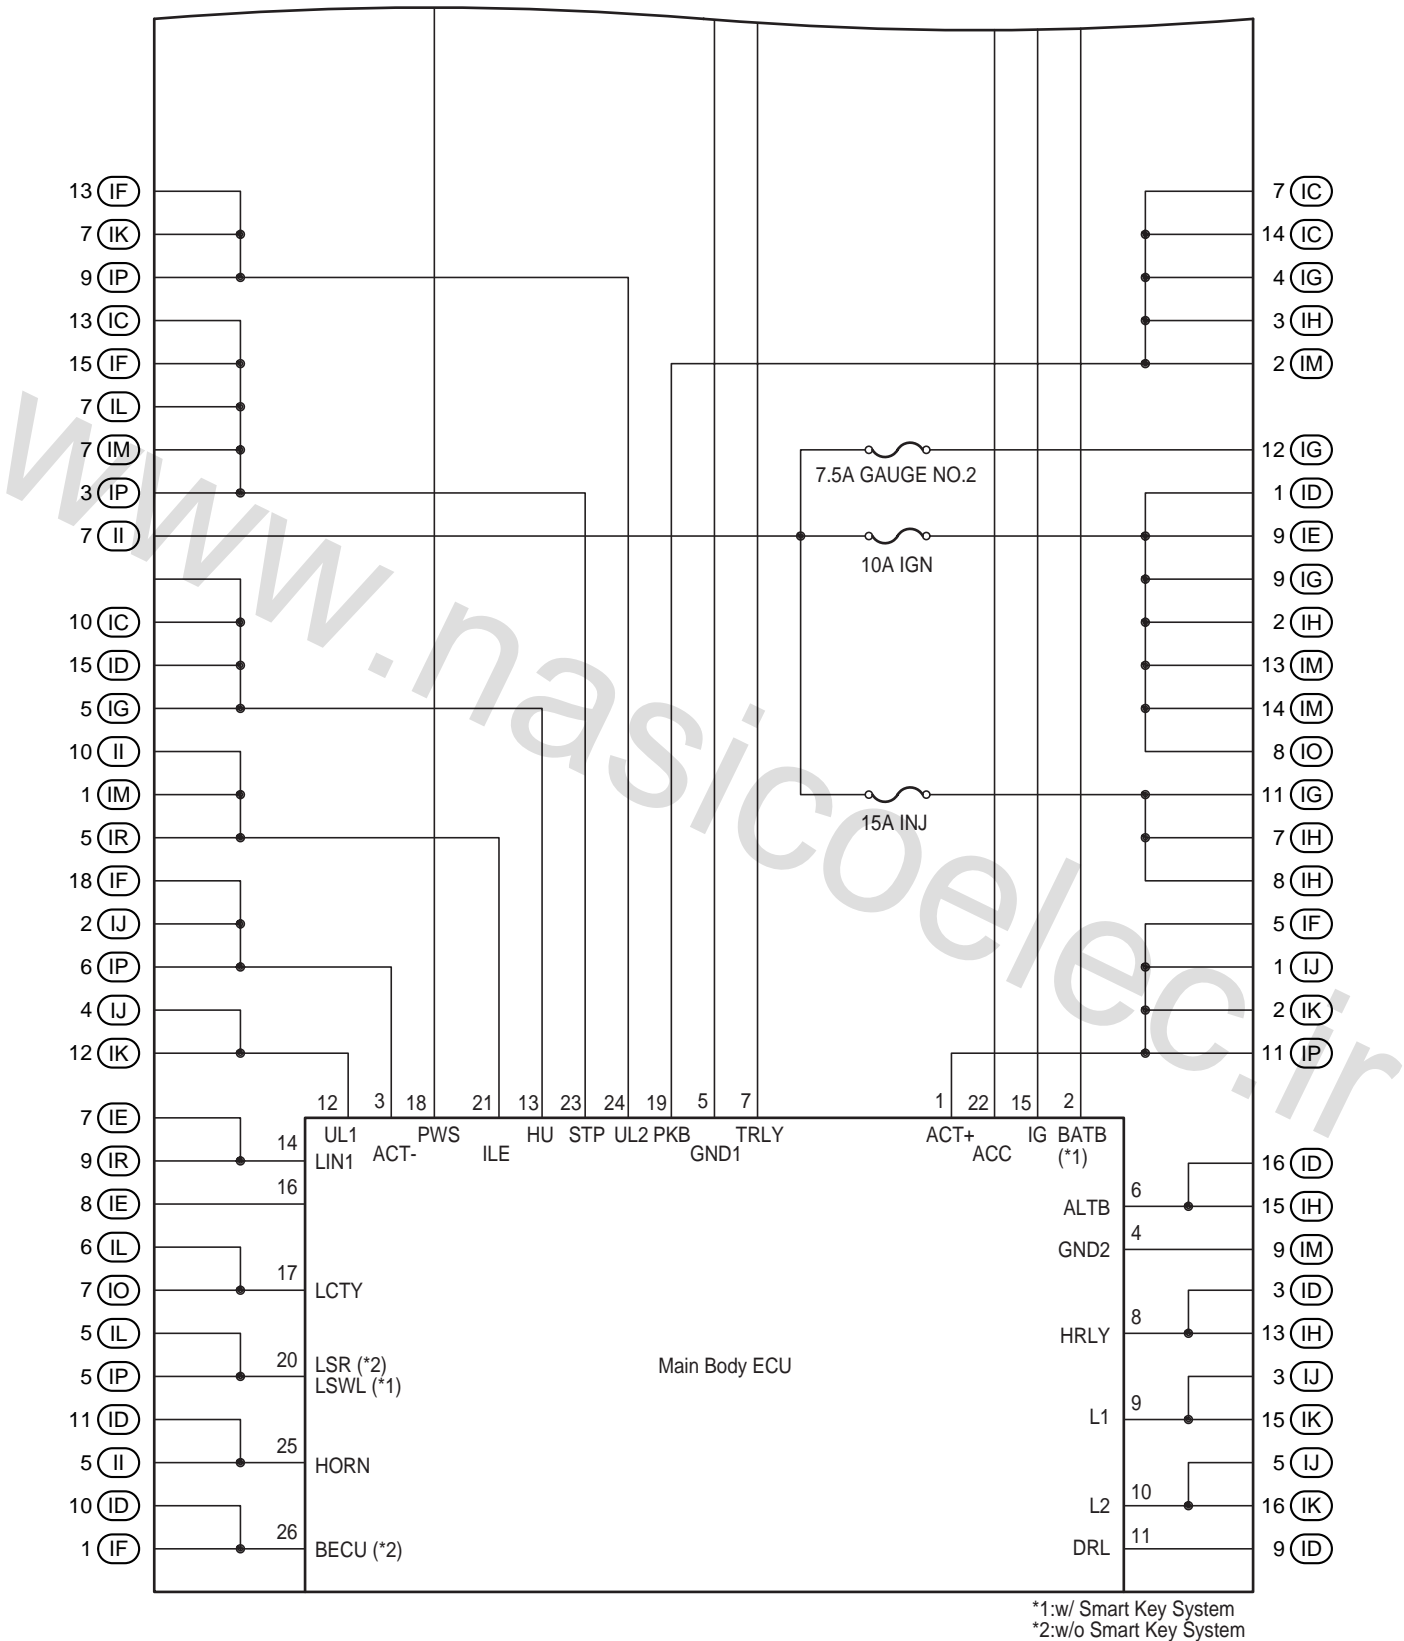 13 IF
7 IK
9 IP
13 IC
15 IF
7 IL
7 IM
3 IP
7 II
10 IC
15 ID
5 IG
10 II
1 IM
5 IR
18 IF
2 IJ
6 IP
4 IJ
12 IK
7 IE
9 IR
8 IE
6 IL
7 IO
5 IL
5 IP
11 ID
5 II
10 ID
1 IF
7 IC
14 IC
4 IG
3 IH
2 IM
12 IG
1 ID
9 IE
9 IG
2 IH
13 IM
14 IM
8 IO
11 IG
7 IH
8 IH
5 IF
1 IJ
2 IK
11 IP
16 ID
15 IH
9 IM
3 ID
13 IH
3 IJ
15 IK
5 IJ
16 IK
9 ID
7.5A GAUGE NO.2
10A IGN
15A INJ
12 3 18 21 13 23 24 19 5 7 1 22 15 2
UL1 ACT- PWS ILE HU STP UL2 PKB GND1 TRLY ACT+ ACC IG BATB
(*1)
14 LIN1
16
17 LCTY
20 LSR (*2)
LSWL (*1)
25 HORN
26 BECU (*2)
Main Body ECU
ALTB 6
GND2 4
HRLY 8
L1 9
L2 10
DRL 11
*1:w/ Smart Key System
*2:w/o Smart Key System
www.nasicoelec.ir